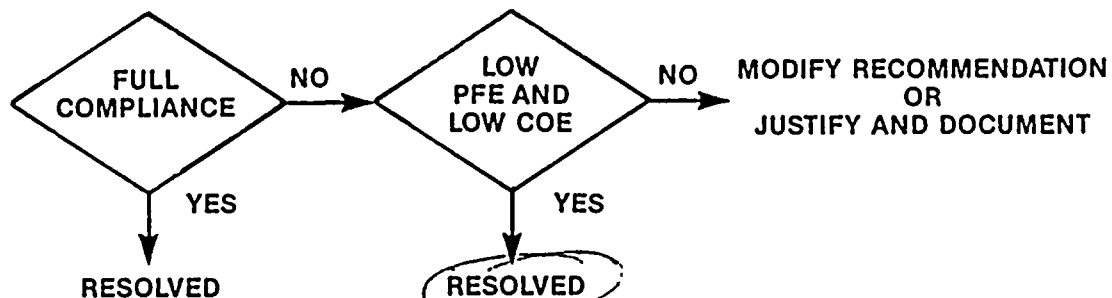 FULL
COMPLIANCE
NO
LOW
PFE AND
LOW COE
NO
MODIFY RECOMMENDATION
OR
JUSTIFY AND DOCUMENT
YES
YES
RESOLVED
RESOLVED